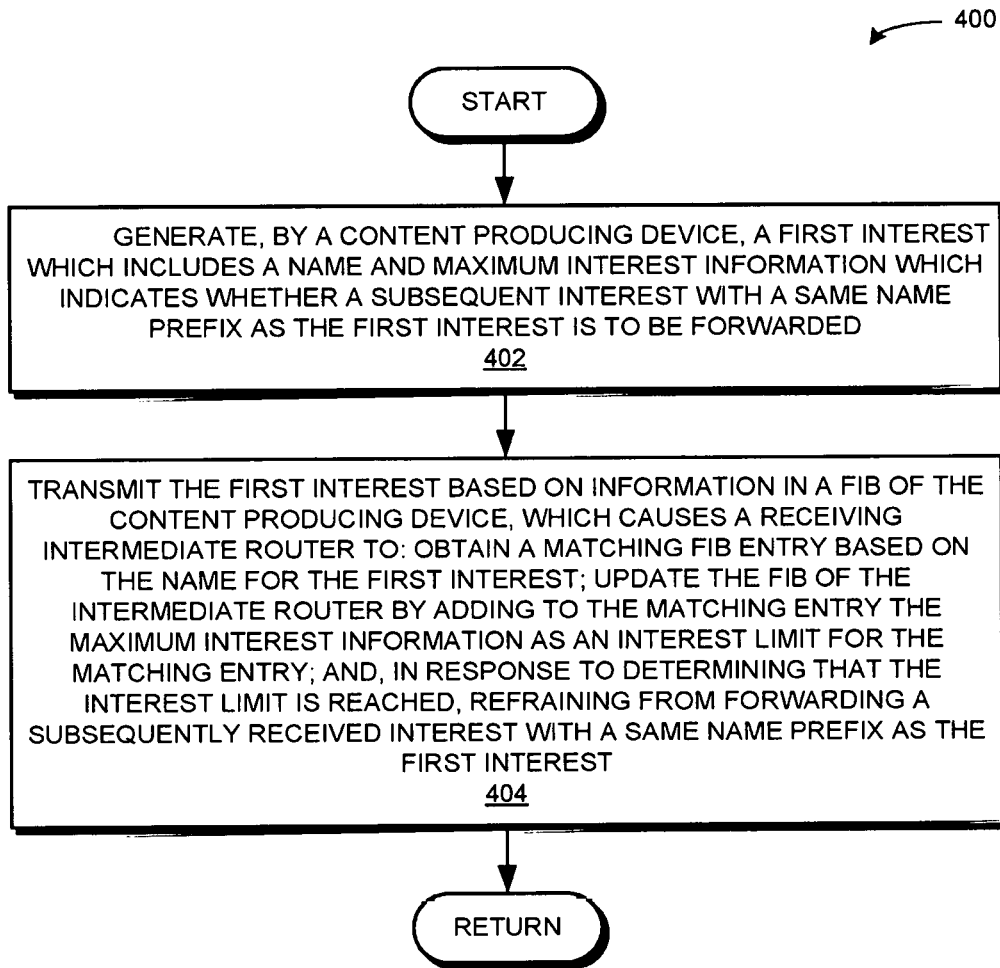 400
START
GENERATE, BY A CONTENT PRODUCING DEVICE, A FIRST INTEREST
WHICH INCLUDES A NAME AND MAXIMUM INTEREST INFORMATION WHICH
INDICATES WHETHER A SUBSEQUENT INTEREST WITH A SAME NAME
PREFIX AS THE FIRST INTEREST IS TO BE FORWARDED
402
TRANSMIT THE FIRST INTEREST BASED ON INFORMATION IN A FIB OF THE
CONTENT PRODUCING DEVICE, WHICH CAUSES A RECEIVING
INTERMEDIATE ROUTER TO: OBTAIN A MATCHING FIB ENTRY BASED ON
THE NAME FOR THE FIRST INTEREST; UPDATE THE FIB OF THE
INTERMEDIATE ROUTER BY ADDING TO THE MATCHING ENTRY THE
MAXIMUM INTEREST INFORMATION AS AN INTEREST LIMIT FOR THE
MATCHING ENTRY; AND, IN RESPONSE TO DETERMINING THAT THE
INTEREST LIMIT IS REACHED, REFRAINING FROM FORWARDING A
SUBSEQUENTLY RECEIVED INTEREST WITH A SAME NAME PREFIX AS THE
FIRST INTEREST
404
RETURN